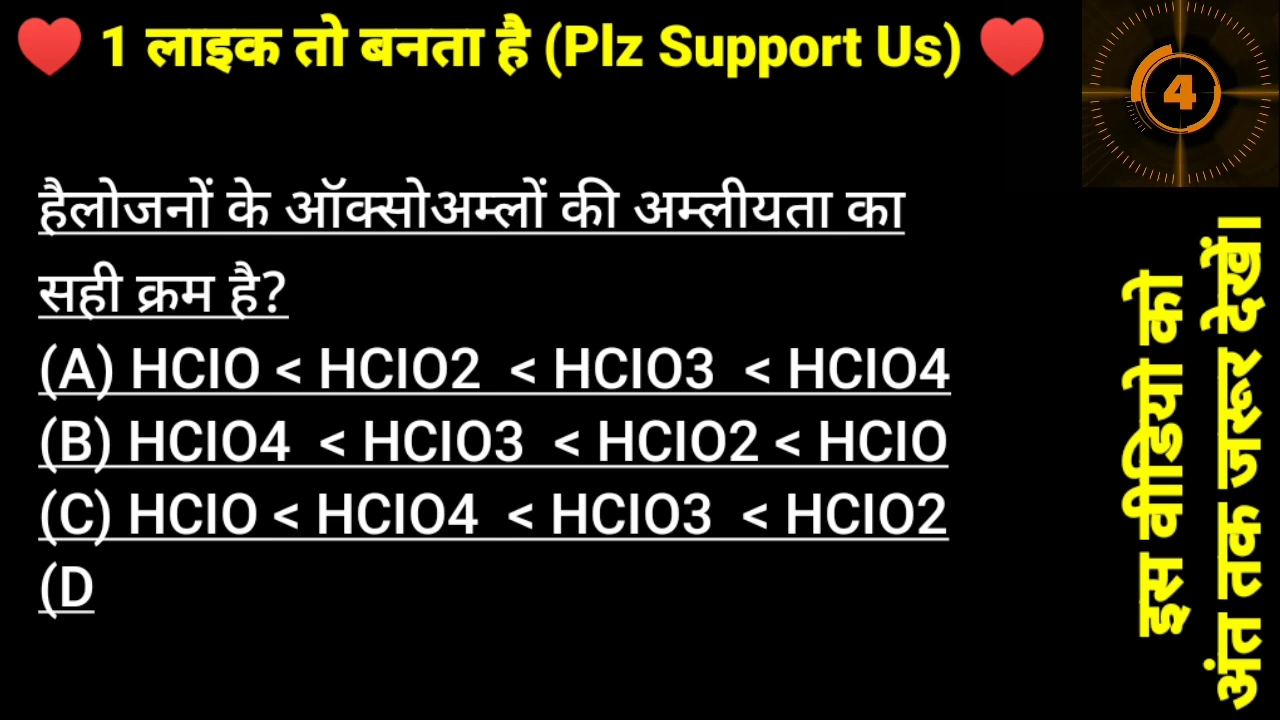 ❤️ 1 लाइक तो बनता है (Plz Support Us) ❤️
4
हैलोजनों के ऑक्सोअम्लों की अम्लीयता का
सही क्रम है?
(A) HClO < HClO2 < HClO3 < HClO4
(B) HClO4 < HClO3 < HClO2 < HClO
(C) HClO < HClO4 < HClO3 < HClO2
(D
इस वीडियो को
अंत तक जरूर देखें।